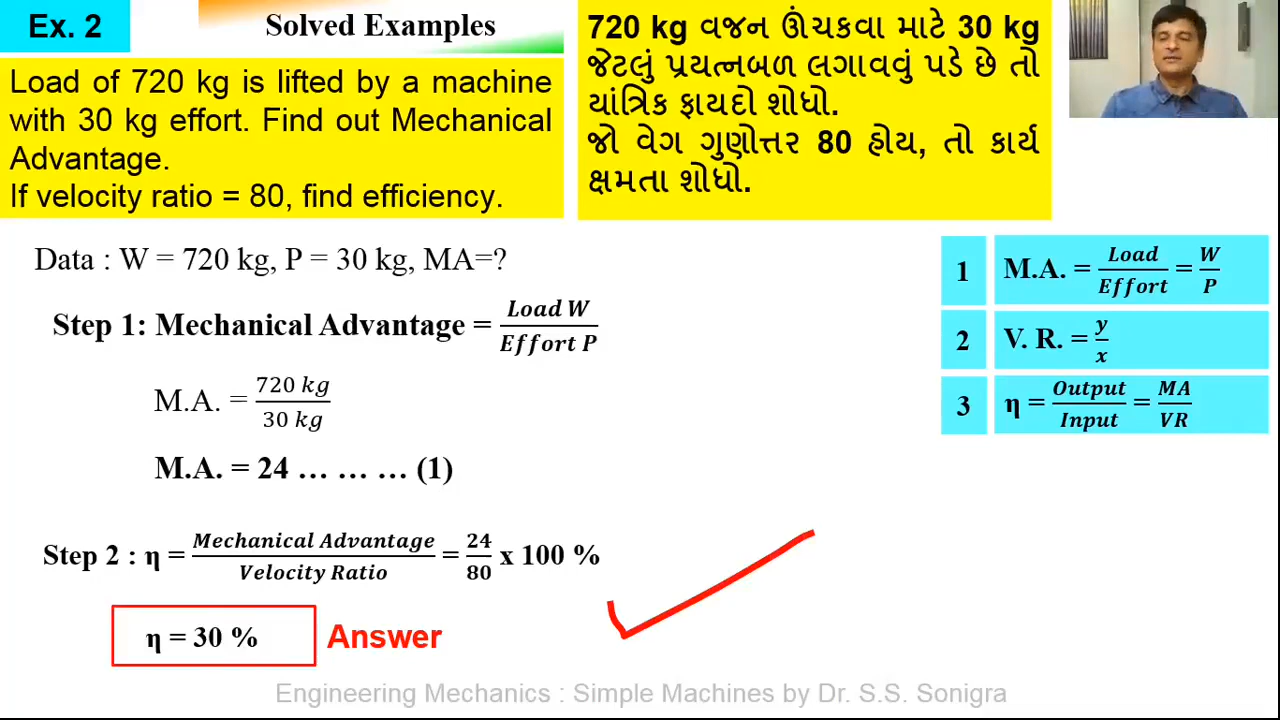 Ex. 2
Solved Examples
Load of 720 kg is lifted by a machine
with 30 kg effort. Find out Mechanical
Advantage.
If velocity ratio = 80, find efficiency.
720 kg વજન ઊંચકવા માટે 30 kg
જેટલું પ્રયત્નબળ લગાવવું પડે છે તો
યાંત્રિક ફાયદો શોધો.
જો વેગ ગુણોત્તર 80 હોય, તો કાર્ય
ક્ષમતા શોધો.
Data : W = 720 kg, P = 30 kg, MA=?
Step 1: Mechanical Advantage = Load W / Effort P
M.A. = 720 kg / 30 kg
M.A. = 24 … … … (1)
Step 2 : η = Mechanical Advantage / Velocity Ratio = 24 / 80 x 100 %
η = 30 % Answer
1 M.A. = Load / Effort = W / P
2 V. R. = y / x
3 η = Output / Input = MA / VR
Engineering Mechanics : Simple Machines by Dr. S.S. Sonigra